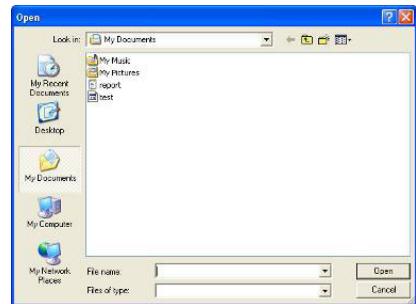 Open
Look in: My Documents
My Music
My Pictures
report
test
My Recent
Documents
Desktop
My Documents
My Computer
My Network
Places
File name:
Open
Files of type:
Cancel